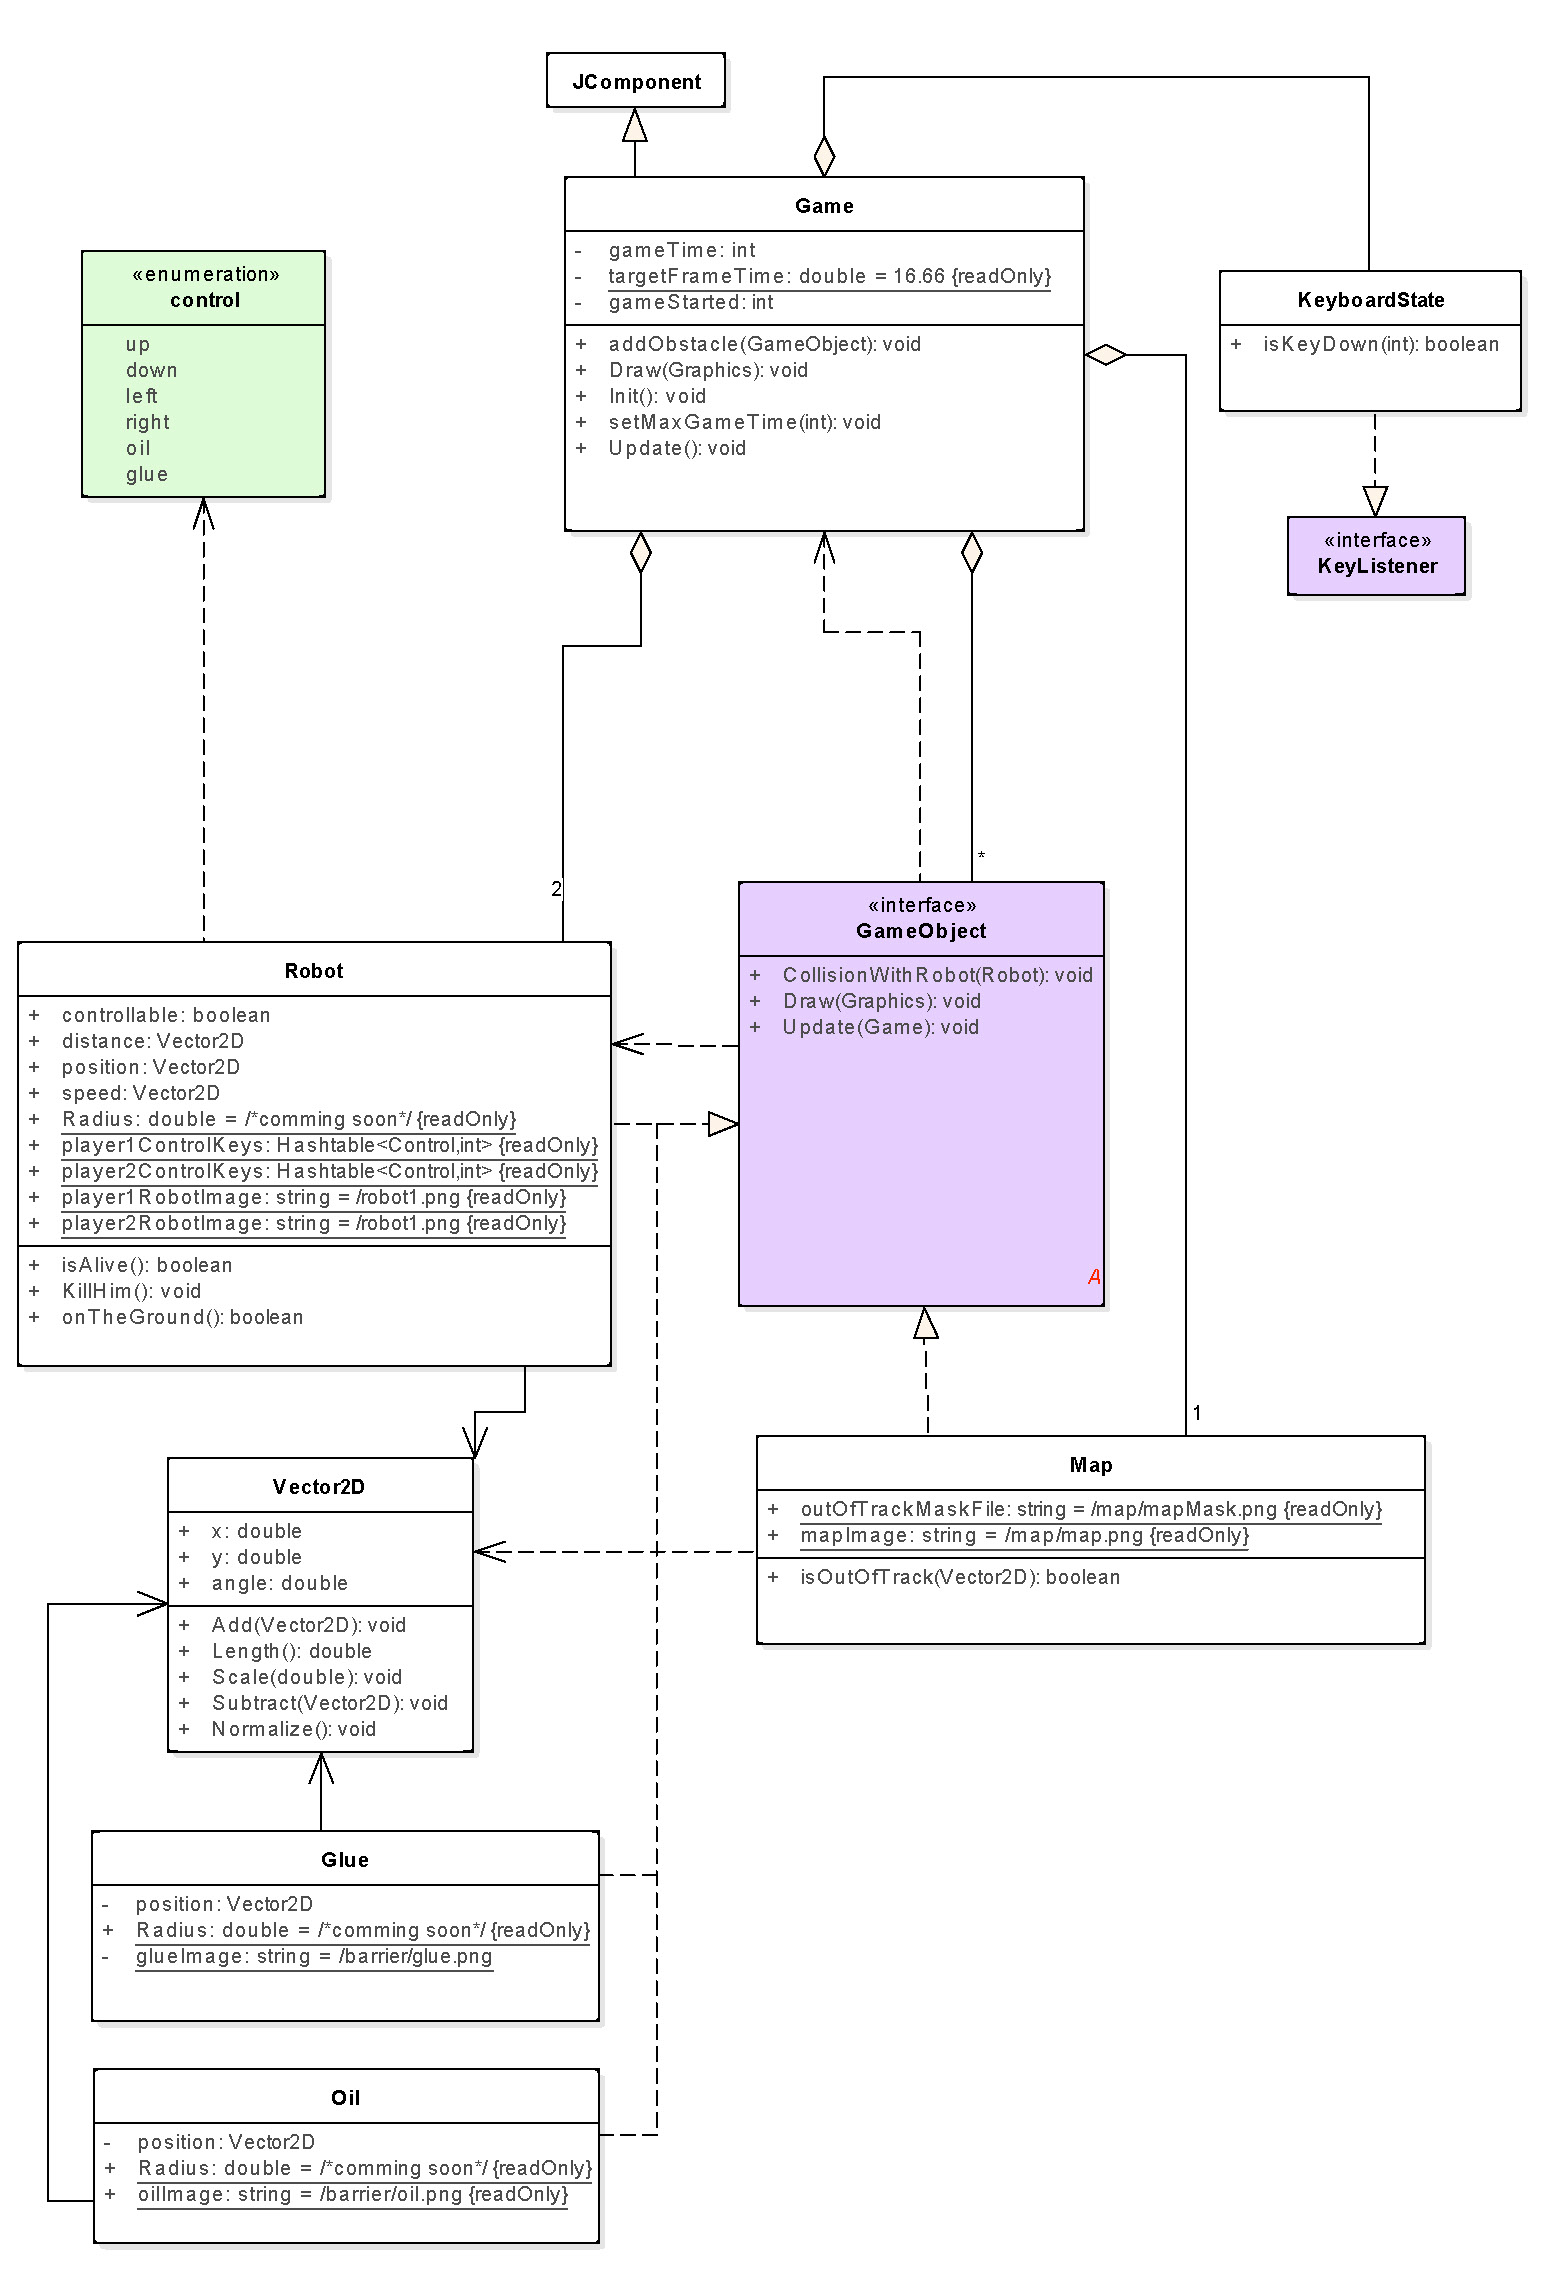 JComponent
Game
- gameTime: int
- targetFrameTime: double = 16.66 {readOnly}
- gameStarted: int
+ addObstacle(GameObject): void
+ Draw(Graphics): void
+ Init(): void
+ setMaxGameTime(int): void
+ Update(): void
«enumeration»
control
up
down
left
right
oil
glue
KeyboardState
+ isKeyDown(int): boolean
«interface»
KeyListener
2
*
«interface»
GameObject
+ CollisionWithRobot(Robot): void
+ Draw(Graphics): void
+ Update(Game): void
A
Robot
+ controllable: boolean
+ distance: Vector2D
+ position: Vector2D
+ speed: Vector2D
+ Radius: double = /*comming soon*/ {readOnly}
+ player1ControlKeys: Hashtable<Control,int> {readOnly}
+ player2ControlKeys: Hashtable<Control,int> {readOnly}
+ player1RobotImage: string = /robot1.png {readOnly}
+ player2RobotImage: string = /robot1.png {readOnly}
+ isAlive(): boolean
+ KillHim(): void
+ onTheGround(): boolean
1
Map
+ outOfTrackMaskFile: string = /map/mapMask.png {readOnly}
+ mapImage: string = /map/map.png {readOnly}
+ isOutOfTrack(Vector2D): boolean
Vector2D
+ x: double
+ y: double
+ angle: double
+ Add(Vector2D): void
+ Length(): double
+ Scale(double): void
+ Subtract(Vector2D): void
+ Normalize(): void
Glue
- position: Vector2D
+ Radius: double = /*comming soon*/ {readOnly}
- glueImage: string = /barrier/glue.png
Oil
- position: Vector2D
+ Radius: double = /*comming soon*/ {readOnly}
+ oilImage: string = /barrier/oil.png {readOnly}